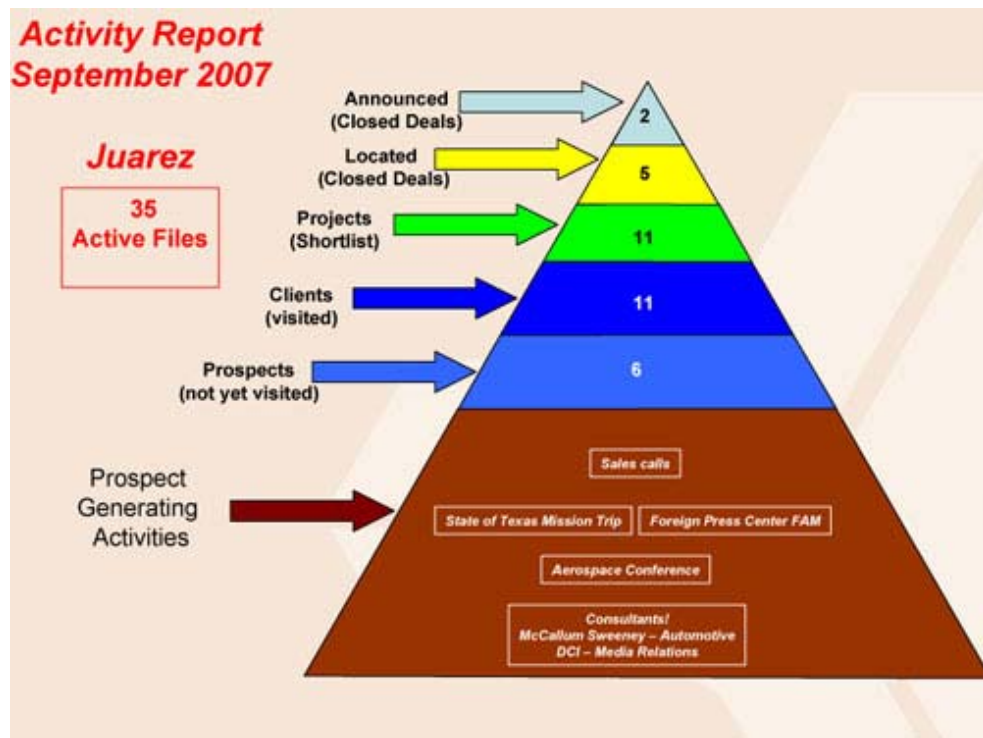 Activity Report
September 2007
Juarez
35
Active Files
Announced
(Closed Deals)
2
Located
(Closed Deals)
5
Projects
(Shortlist)
11
Clients
(visited)
11
Prospects
(not yet visited)
6
Prospect
Generating
Activities
Sales calls
State of Texas Mission Trip
Foreign Press Center FAM
Aerospace Conference
Consultants!
McCallum Sweeney – Automotive
DCI – Media Relations